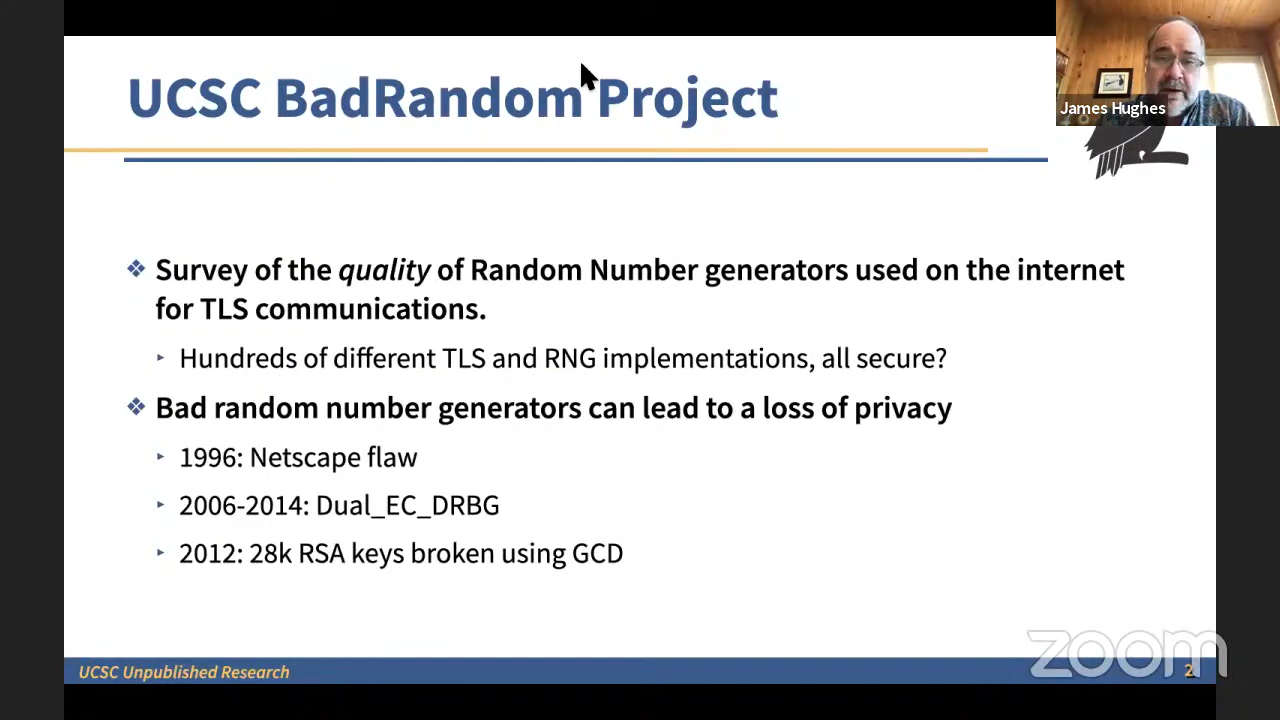 UCSC BadRandom Project
James Hughes
❖ Survey of the quality of Random Number generators used on the internet
for TLS communications.
‣ Hundreds of different TLS and RNG implementations, all secure?
❖ Bad random number generators can lead to a loss of privacy
‣ 1996: Netscape flaw
‣ 2006-2014: Dual_EC_DRBG
‣ 2012: 28k RSA keys broken using GCD
zoom
UCSC Unpublished Research
2